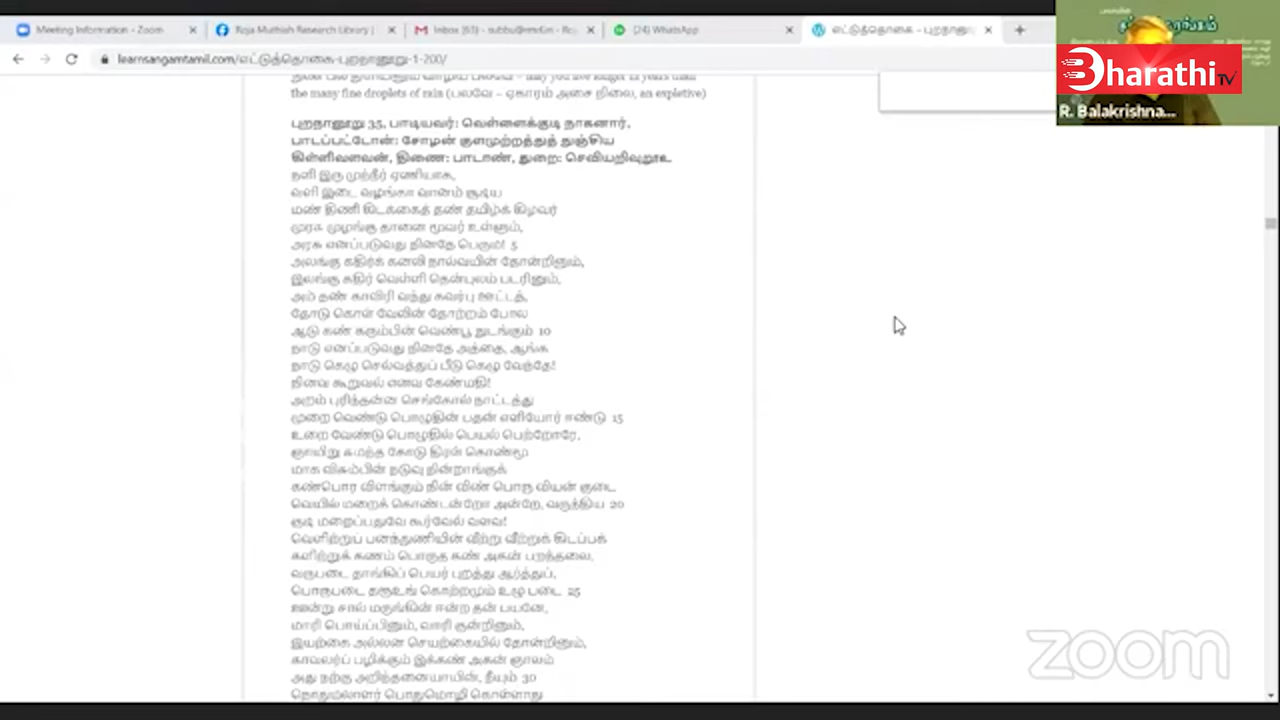 Meeting Information - Zoom
Roja Muthiah Research Library (
Inbox (65) - subbu@rmrl.in - Ro
(24) WhatsApp
எட்டுத்தொகை – புறநானூ
learnsangamtamil.com/எட்டுத்தொகை-புறநானூறு-1-200/
the many fine droplets of rain (பலவே – ஏகாரம் அசை நிலை, an expletive)
புறநானூறு 35, பாடியவர்: வெள்ளைக்குடி நாகனார்,
பாடப்பட்டோன்: சோழன் குளமுற்றத்துத் துஞ்சிய
கிள்ளிவளவன், திணை: பாடாண், துறை: செவியறிவுறூஉ
நளி இரு முந்நீர் ஏணியாக,
வளி இடை வழங்கா வானம் சூடிய
மண் திணி கிடக்கைத் தண் தமிழ்க் கிழவர்
முரசு முழங்கு தானை மூவர் உள்ளும்,
அரசு எனப்படுவது நினதே பெரும! 5
அலங்கு கதிர்க் கனலி நால்வயின் தோன்றினும்,
இலங்கு கதிர் வெள்ளி தென்புலம் படரினும்,
அம் தண் காவிரி வந்து கவர்பு ஊட்டத்,
தோடு கொள் வேலின் தோற்றம் போல
ஆடு கண் கரும்பின் வெண்பூ நுடங்கும் 10
நாடு எனப்படுவது நினதே அத்தை, ஆங்க
நாடு கெழு செல்வத்துப் பீடு கெழு வேந்தே!
நினவ கூறுவல் எனவ கேண்மதி!
அறம் புரிந்தன்ன செங்கோல் நாட்டத்து
முறை வேண்டு பொழுதின் பதன் எளியோர் ஈண்டு 15
உறை வேண்டு பொழுதில் பெயல் பெற்றோரே,
ஞாயிறு சுமந்த கோடு திரள் கொண்மூ
மாக விசும்பின் நடுவு நின்றாங்குக்
கண்பொர விளங்கும் நின் விண் பொரு வியன் குடை
வெயில் மறைக் கொண்டன்றோ அன்றே, வருந்திய 20
குடி மறைப்பதுவே கூர்வேல் வளவ!
வெளிற்றுப் பனந்துணியின் வீற்று வீற்றுக் கிடப்பக்
களிற்றுக் கணம் பொருத கண் அகன் பறந்தலை,
வருபடை தாங்கிப் பெயர் புறத்து ஆர்த்துப்,
பொருபடை தரூஉங் கொற்றமும் உழு படை 25
ஊன்று சால் மருங்கின் ஈன்ற தன் பயனே,
மாரி பொய்ப்பினும், வாரி குன்றினும்,
இயற்கை அல்லன செயற்கையில் தோன்றினும்,
காவலர்ப் பழிக்கும் இக்கண் அகன் ஞாலம்
அது நற்கு அறிந்தனையாயின், நீயும் 30
நொதுமலாளர் பொதுமொழி கொள்ளாது
Bharathi TV
R. Balakrishna...
zoom